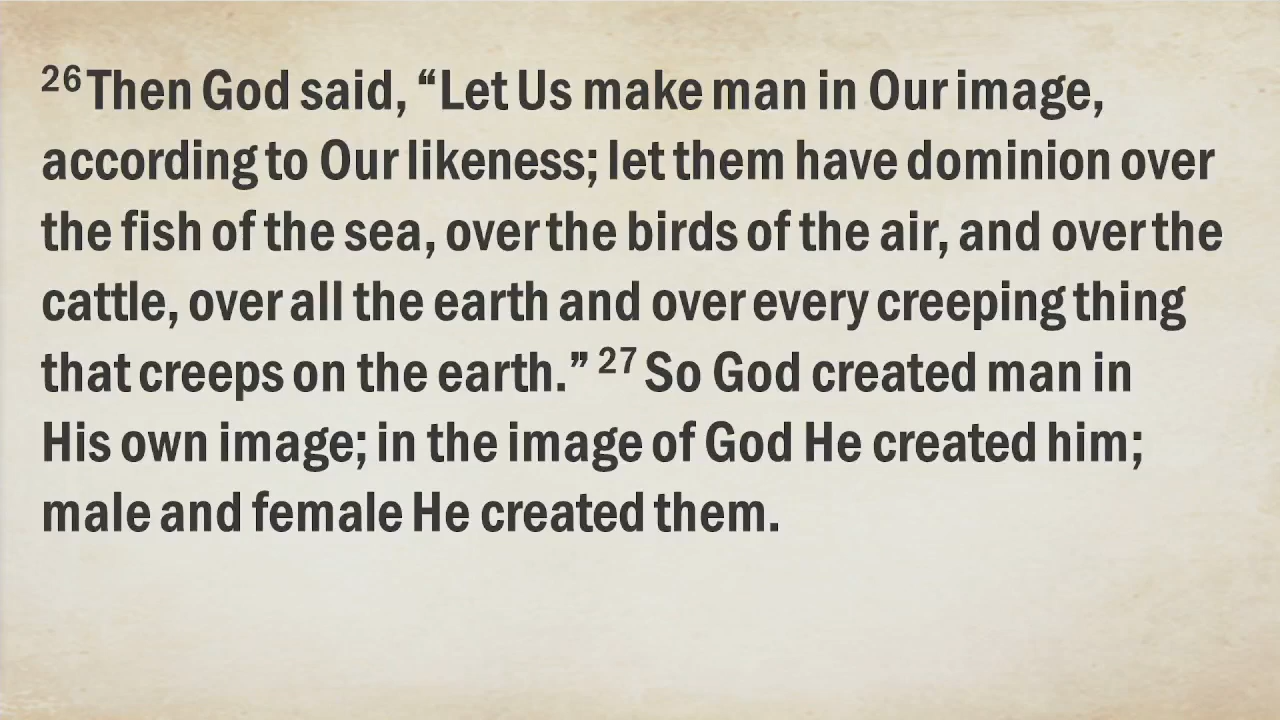 26 Then God said, “Let Us make man in Our image,
according to Our likeness; let them have dominion over
the fish of the sea, over the birds of the air, and over the
cattle, over all the earth and over every creeping thing
that creeps on the earth.” 27 So God created man in
His own image; in the image of God He created him;
male and female He created them.